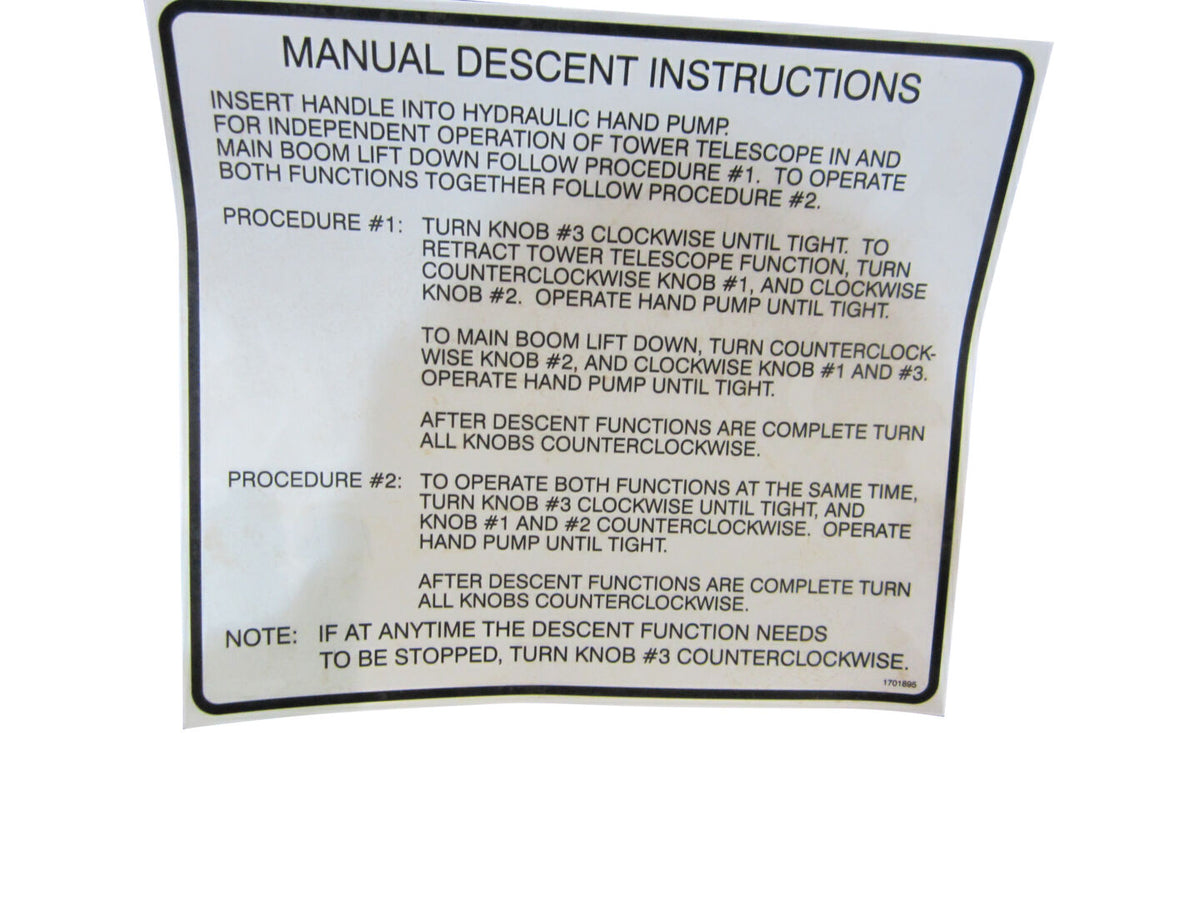 MANUAL DESCENT INSTRUCTIONS
INSERT HANDLE INTO HYDRAULIC HAND PUMP.
FOR INDEPENDENT OPERATION OF TOWER TELESCOPE IN AND
MAIN BOOM LIFT DOWN FOLLOW PROCEDURE #1. TO OPERATE
BOTH FUNCTIONS TOGETHER FOLLOW PROCEDURE #2.
PROCEDURE #1: TURN KNOB #3 CLOCKWISE UNTIL TIGHT. TO
RETRACT TOWER TELESCOPE FUNCTION, TURN
COUNTERCLOCKWISE KNOB #1, AND CLOCKWISE
KNOB #2. OPERATE HAND PUMP UNTIL TIGHT.
TO MAIN BOOM LIFT DOWN, TURN COUNTERCLOCK-
WISE KNOB #2, AND CLOCKWISE KNOB #1 AND #3.
OPERATE HAND PUMP UNTIL TIGHT.
AFTER DESCENT FUNCTIONS ARE COMPLETE TURN
ALL KNOBS COUNTERCLOCKWISE.
PROCEDURE #2: TO OPERATE BOTH FUNCTIONS AT THE SAME TIME,
TURN KNOB #3 CLOCKWISE UNTIL TIGHT, AND
KNOB #1 AND #2 COUNTERCLOCKWISE. OPERATE
HAND PUMP UNTIL TIGHT.
AFTER DESCENT FUNCTIONS ARE COMPLETE TURN
ALL KNOBS COUNTERCLOCKWISE.
NOTE: IF AT ANYTIME THE DESCENT FUNCTION NEEDS
TO BE STOPPED, TURN KNOB #3 COUNTERCLOCKWISE.
1701895